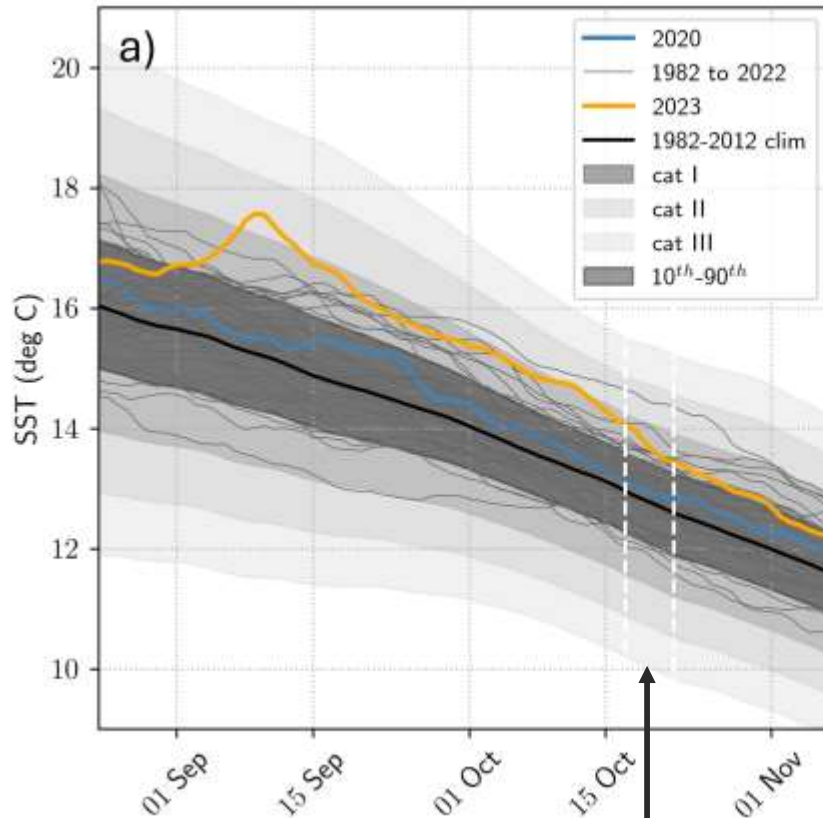 a)
2020
1982 to 2022
2023
1982-2012 clim
cat I
cat II
cat III
10th-90th
SST (deg C)
20
18
16
14
12
10
01 Sep
15 Sep
01 Oct
15 Oct
01 Nov